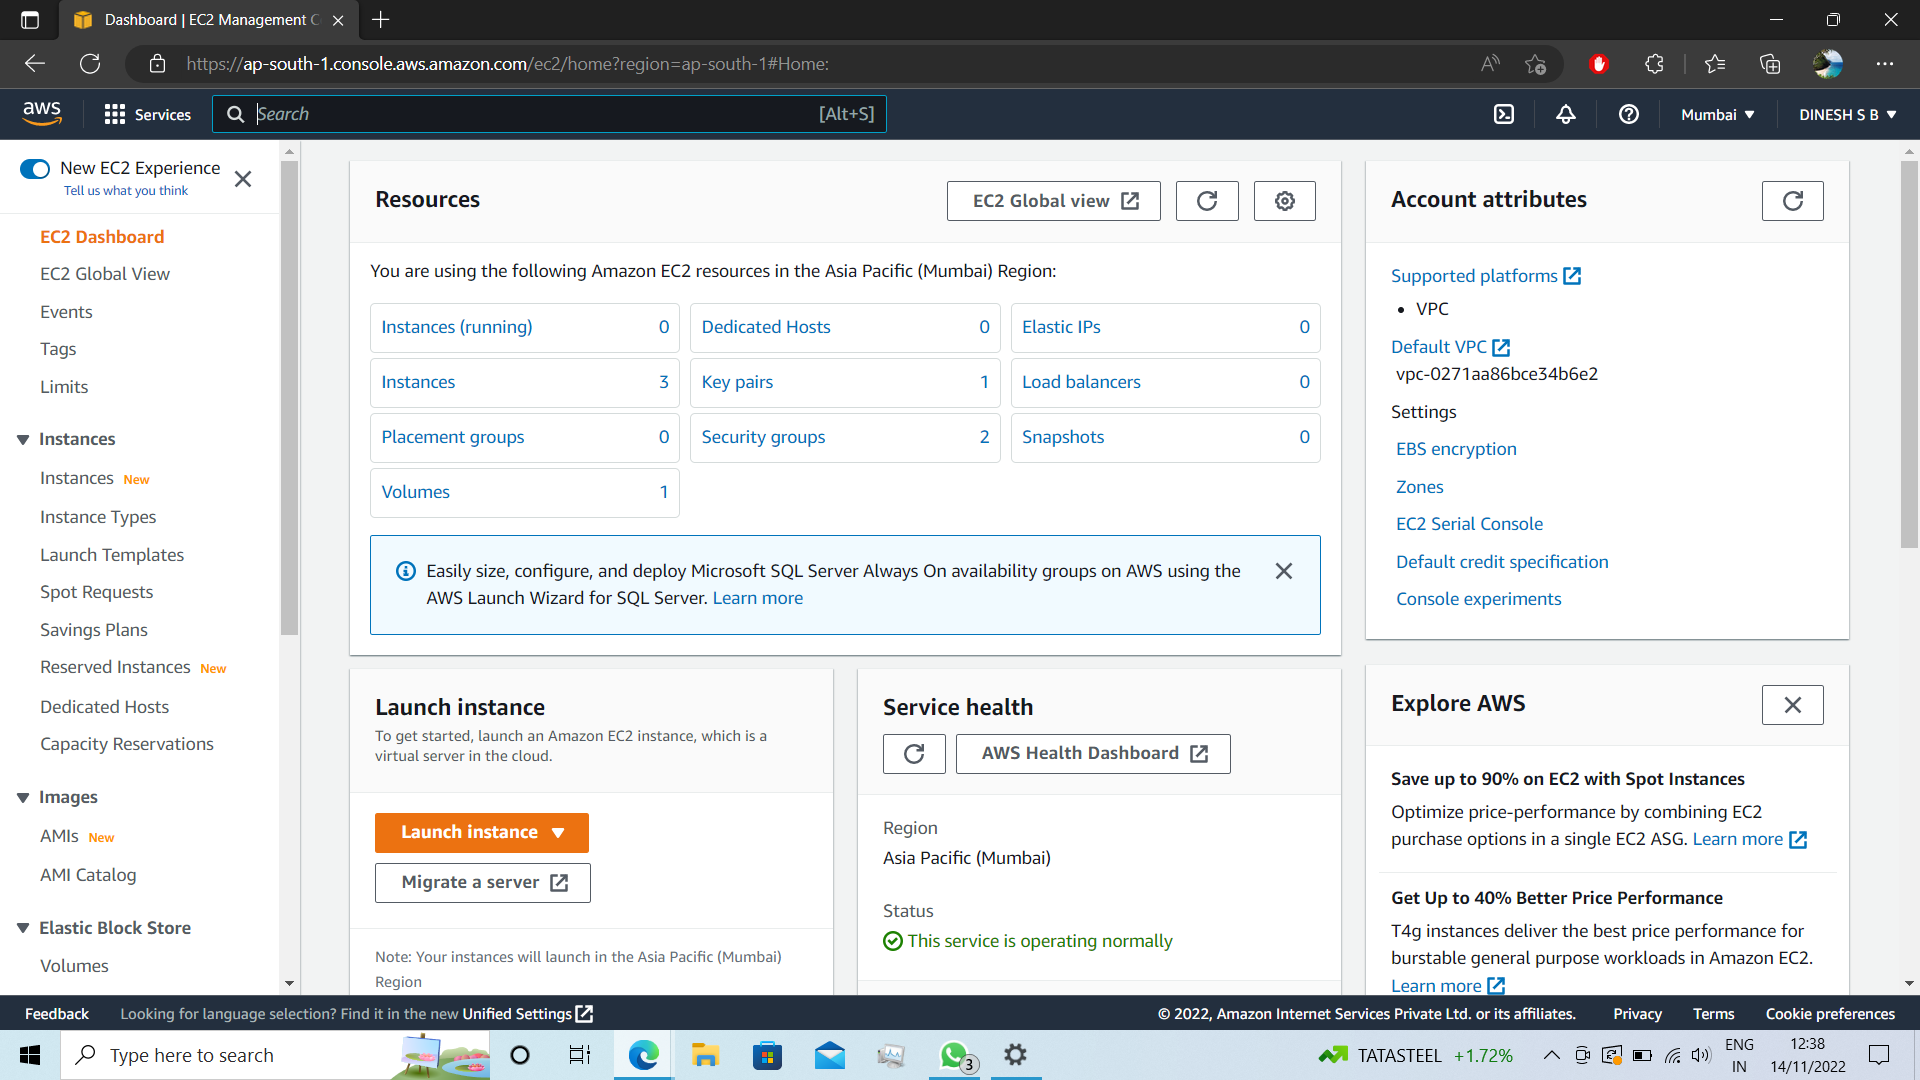 Dashboard | EC2 Management C
https://ap-south-1.console.aws.amazon.com/ec2/home?region=ap-south-1#Home:
aws
Services
Search
[Alt+S]
Mumbai
DINESH S B
New EC2 Experience
Tell us what you think
EC2 Dashboard
EC2 Global View
Events
Tags
Limits
Instances
Instances New
Instance Types
Launch Templates
Spot Requests
Savings Plans
Reserved Instances New
Dedicated Hosts
Capacity Reservations
Images
AMIs New
AMI Catalog
Elastic Block Store
Volumes
Resources
EC2 Global view
You are using the following Amazon EC2 resources in the Asia Pacific (Mumbai) Region:
Instances (running) 0
Dedicated Hosts 0
Elastic IPs 0
Instances 3
Key pairs 1
Load balancers 0
Placement groups 0
Security groups 2
Snapshots 0
Volumes 1
Easily size, configure, and deploy Microsoft SQL Server Always On availability groups on AWS using the
AWS Launch Wizard for SQL Server. Learn more
Launch instance
To get started, launch an Amazon EC2 instance, which is a
virtual server in the cloud.
Launch instance
Migrate a server
Note: Your instances will launch in the Asia Pacific (Mumbai)
Region
Service health
AWS Health Dashboard
Region
Asia Pacific (Mumbai)
Status
This service is operating normally
Account attributes
Supported platforms
• VPC
Default VPC
vpc-0271aa86bce34b6e2
Settings
EBS encryption
Zones
EC2 Serial Console
Default credit specification
Console experiments
Explore AWS
Save up to 90% on EC2 with Spot Instances
Optimize price-performance by combining EC2
purchase options in a single EC2 ASG. Learn more
Get Up to 40% Better Price Performance
T4g instances deliver the best price performance for
burstable general purpose workloads in Amazon EC2.
Learn more
Feedback
Looking for language selection? Find it in the new Unified Settings
© 2022, Amazon Internet Services Private Ltd. or its affiliates.
Privacy
Terms
Cookie preferences
Type here to search
3
TATASTEEL +1.72%
ENG
IN
12:38
14/11/2022